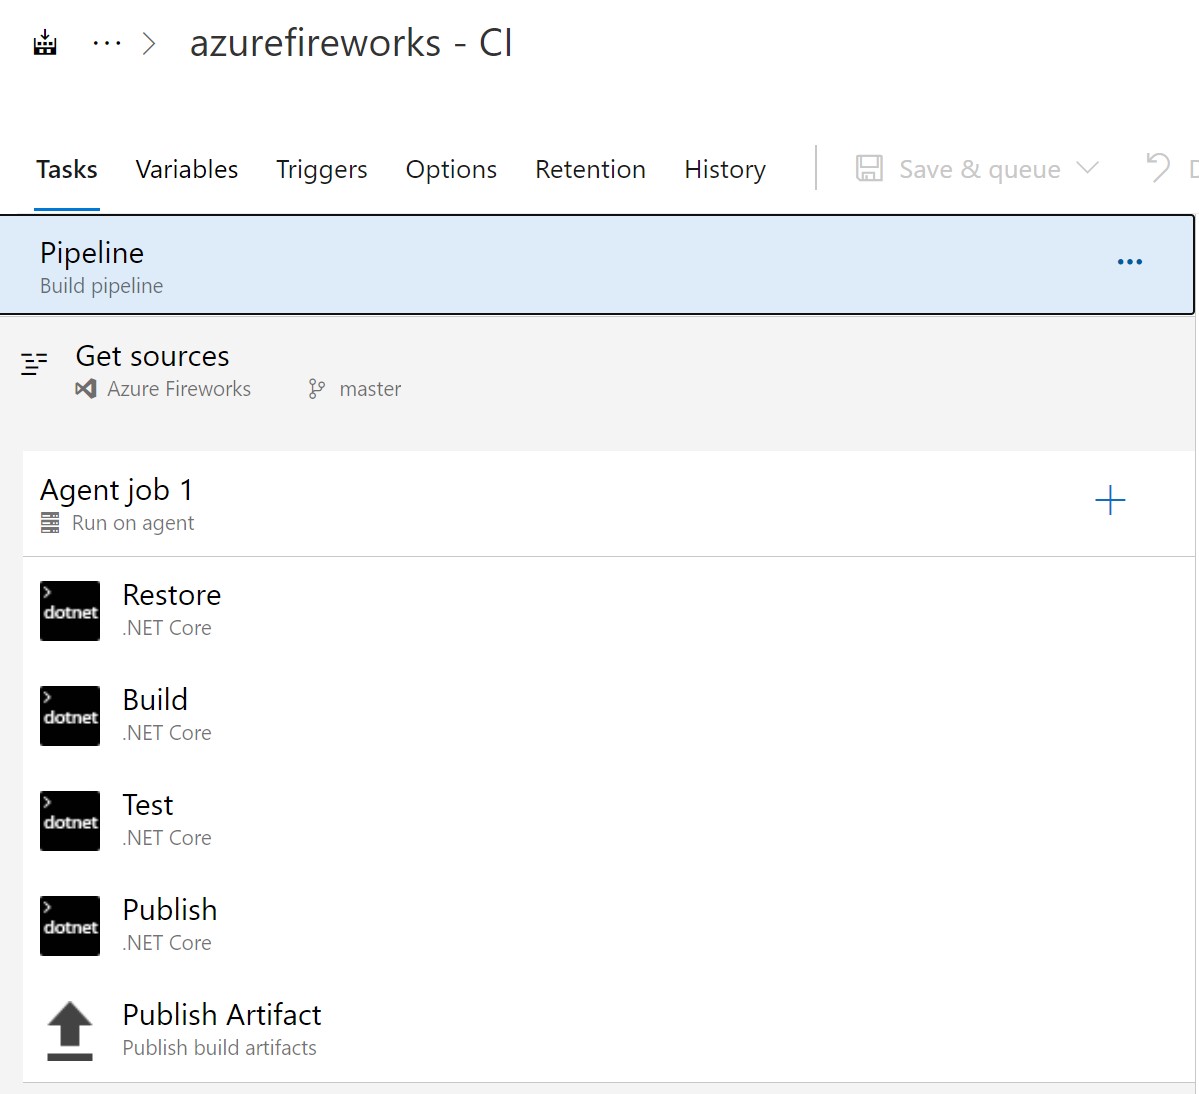 ··· > azurefireworks - CI
Tasks Variables Triggers Options Retention History Save & queue
Pipeline
Build pipeline
···
Get sources
Azure Fireworks master
Agent job 1
Run on agent
dotnet
Restore
.NET Core
dotnet
Build
.NET Core
dotnet
Test
.NET Core
dotnet
Publish
.NET Core
Publish Artifact
Publish build artifacts